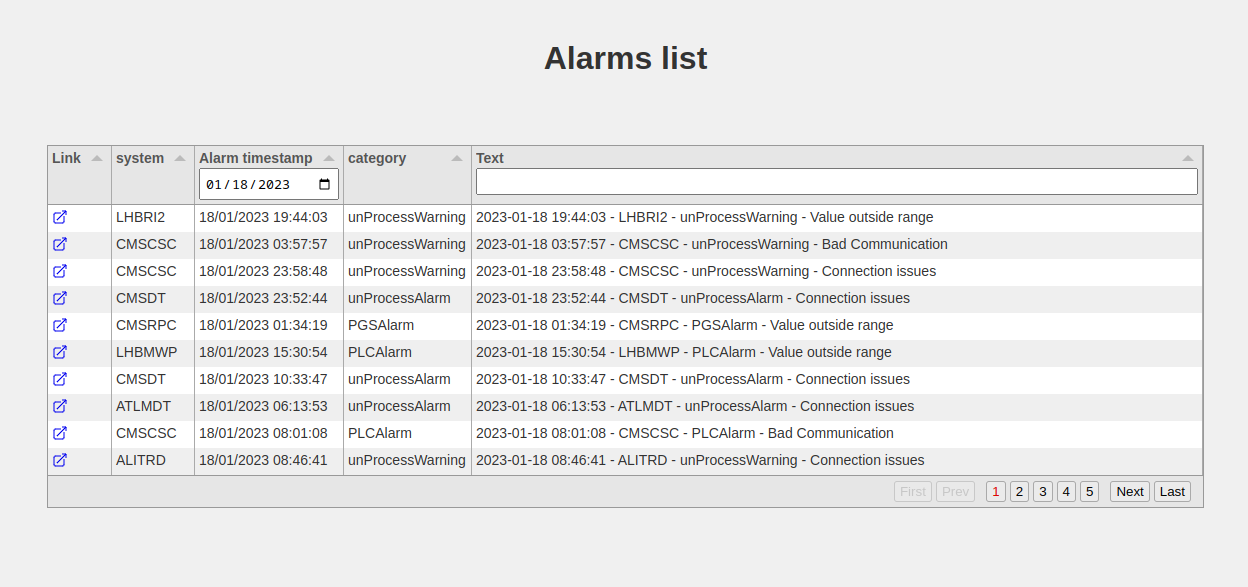 Alarms list
Link system Alarm timestamp category Text
01/18/2023
LHBRI2 18/01/2023 19:44:03 unProcessWarning 2023-01-18 19:44:03 - LHBRI2 - unProcessWarning - Value outside range
CMSCSC 18/01/2023 03:57:57 unProcessWarning 2023-01-18 03:57:57 - CMSCSC - unProcessWarning - Bad Communication
CMSCSC 18/01/2023 23:58:48 unProcessWarning 2023-01-18 23:58:48 - CMSCSC - unProcessWarning - Connection issues
CMSDT 18/01/2023 23:52:44 unProcessAlarm 2023-01-18 23:52:44 - CMSDT - unProcessAlarm - Connection issues
CMSRPC 18/01/2023 01:34:19 PGSAlarm 2023-01-18 01:34:19 - CMSRPC - PGSAlarm - Value outside range
LHBMWP 18/01/2023 15:30:54 PLCAlarm 2023-01-18 15:30:54 - LHBMWP - PLCAlarm - Value outside range
CMSDT 18/01/2023 10:33:47 unProcessAlarm 2023-01-18 10:33:47 - CMSDT - unProcessAlarm - Connection issues
ATLMDT 18/01/2023 06:13:53 unProcessAlarm 2023-01-18 06:13:53 - ATLMDT - unProcessAlarm - Connection issues
CMSCSC 18/01/2023 08:01:08 PLCAlarm 2023-01-18 08:01:08 - CMSCSC - PLCAlarm - Bad Communication
ALITRD 18/01/2023 08:46:41 unProcessWarning 2023-01-18 08:46:41 - ALITRD - unProcessWarning - Connection issues
First Prev 1 2 3 4 5 Next Last